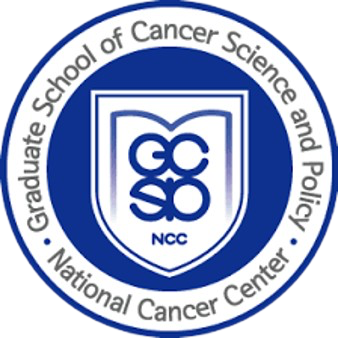 Graduate School of Cancer Science and Policy
GC
SP
NCC
National Cancer Center